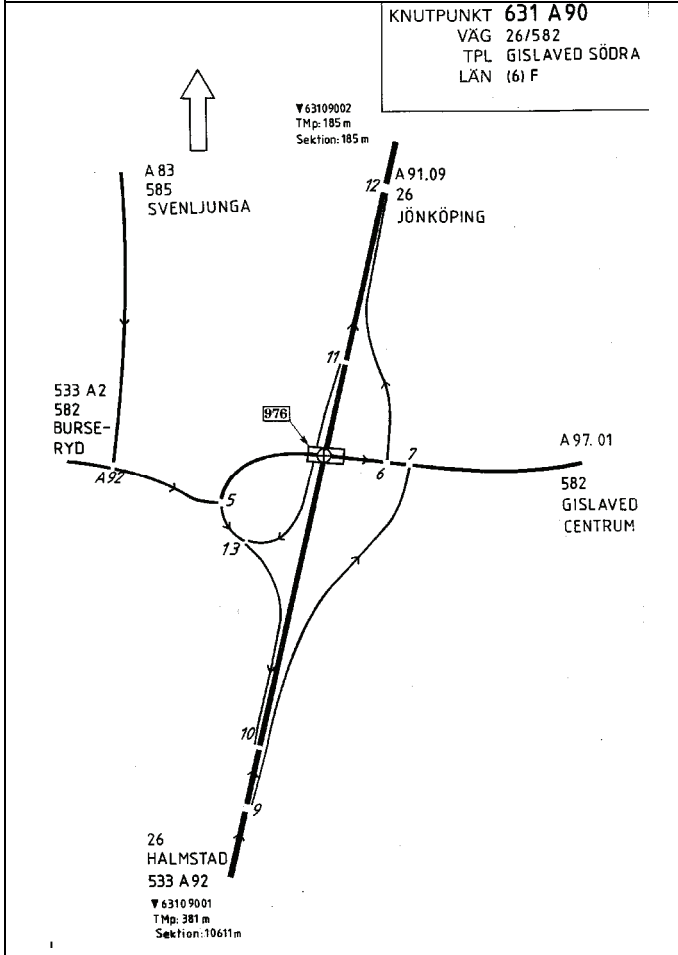 KNUTPUNKT 631 A90
VÄG 26/582
TPL GISLAVED SÖDRA
LÄN (6) F
▼63109002
TMp: 185 m
Sektion: 185 m
A 83
585
SVENLJUNGA
12
A 91.09
26
JÖNKÖPING
11
533 A2
582
BURSE-
RYD
976
A92
5
6
7
A 97. 01
582
GISLAVED
CENTRUM
13
10
9
26
HALMSTAD
533 A92
▼63109001
TMp: 381 m
Sektion: 10611 m